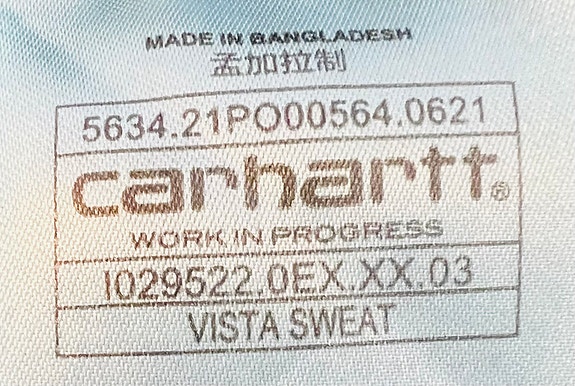 MADE IN BANGLADESH
孟加拉制
5634.21PO00564.0621
carhartt®
WORK IN PROGRESS
I029522.0EX.XX.03
VISTA SWEAT